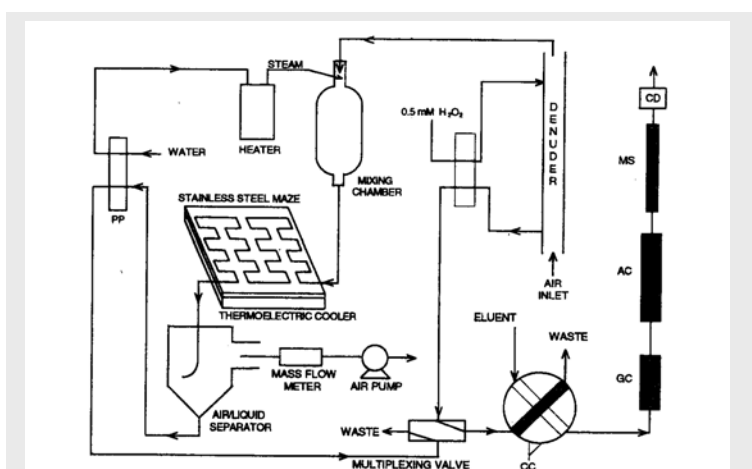 STEAM
HEATER
WATER
PP
MIXING
CHAMBER
0.5 mM H₂O₂
DENUDER
CD
MS
STAINLESS STEEL MAZE
THERMOELECTRIC COOLER
AIR
INLET
AC
ELUENT
WASTE
MASS FLOW
METER
AIR PUMP
GC
AIR/LIQUID
SEPARATOR
WASTE
MULTIPLEXING VALVE
CC